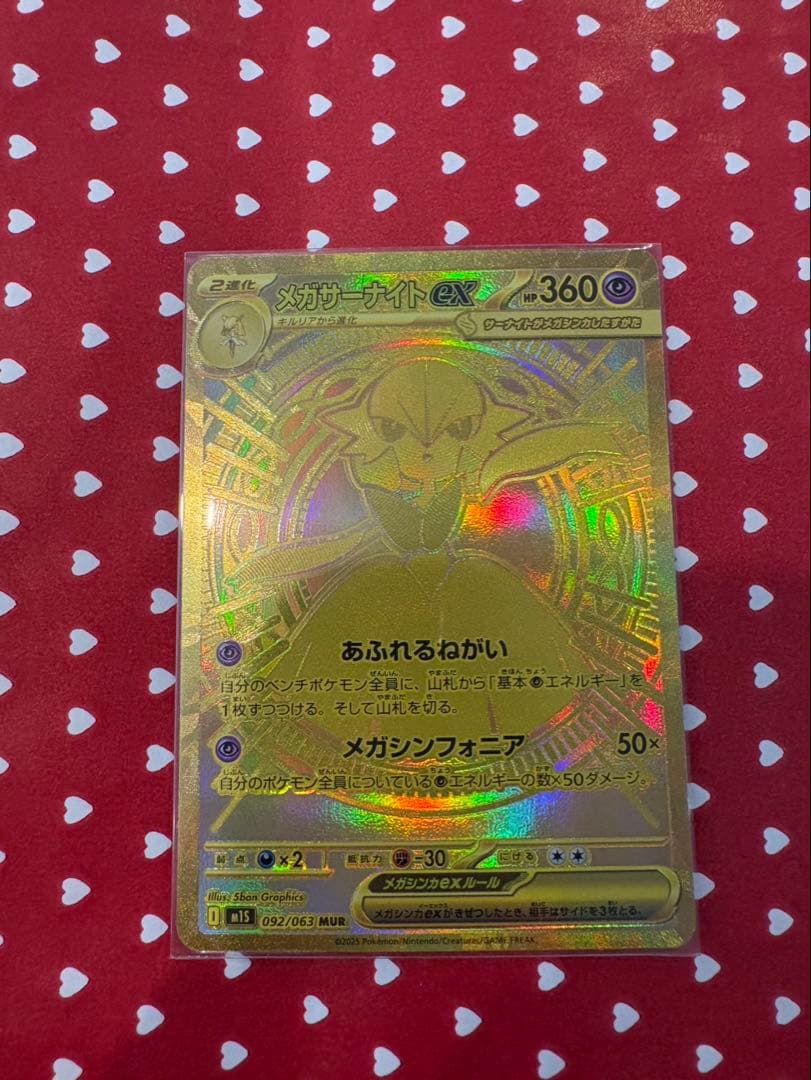 2進化 メガサーナイトex HP360
キルリアから進化 サーナイトがメガシンカしたすがた
あふれるねがい
自分のベンチポケモン全員に、山札から「基本エネルギー」を
1枚ずつつける。そして山札を切る。
メガシンフォニア 50×
自分のポケモン全員についているエネルギーの数×50ダメージ。
弱点 ×2 抵抗力 -30 にげる
Illus. 5ban Graphics
メガシンカexルール
I M1S 092/063 MUR
メガシンカexがきぜつしたとき、相手はサイドを3枚とる。
©2025 Pokémon/Nintendo/Creatures/GAME FREAK